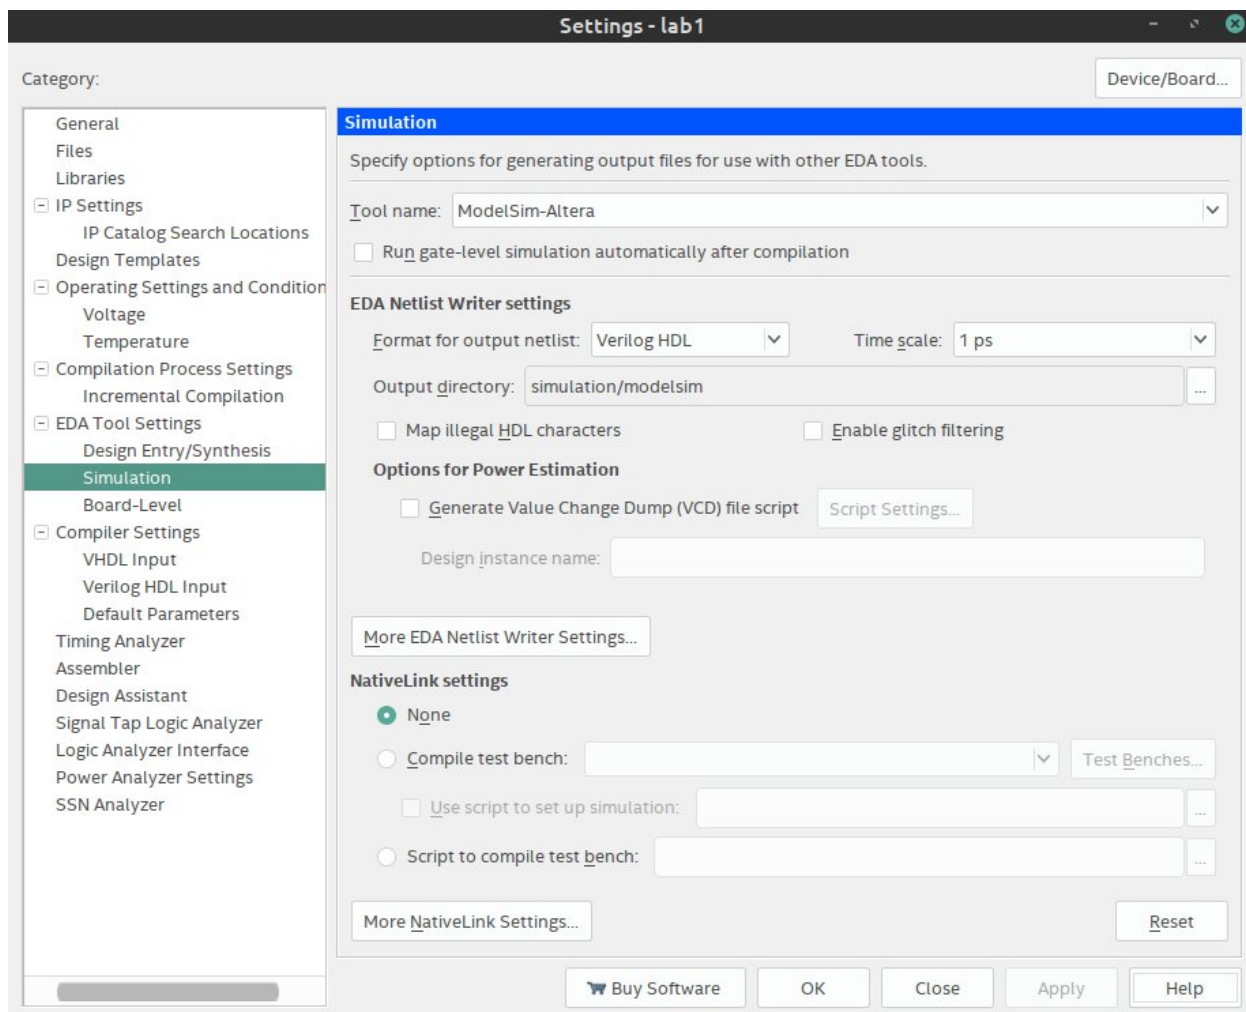 Settings - lab1
Category:
Device/Board...
General
Files
Libraries
IP Settings
IP Catalog Search Locations
Design Templates
Operating Settings and Condition
Voltage
Temperature
Compilation Process Settings
Incremental Compilation
EDA Tool Settings
Design Entry/Synthesis
Simulation
Board-Level
Compiler Settings
VHDL Input
Verilog HDL Input
Default Parameters
Timing Analyzer
Assembler
Design Assistant
Signal Tap Logic Analyzer
Logic Analyzer Interface
Power Analyzer Settings
SSN Analyzer
Simulation
Specify options for generating output files for use with other EDA tools.
Tool name: ModelSim-Altera
Run gate-level simulation automatically after compilation
EDA Netlist Writer settings
Format for output netlist: Verilog HDL Time scale: 1 ps
Output directory: simulation/modelsim ...
Map illegal HDL characters Enable glitch filtering
Options for Power Estimation
Generate Value Change Dump (VCD) file script Script Settings...
Design instance name:
More EDA Netlist Writer Settings...
NativeLink settings
None
Compile test bench: Test Benches...
Use script to set up simulation: ...
Script to compile test bench: ...
More NativeLink Settings... Reset
Buy Software OK Close Apply Help